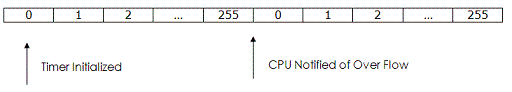 0 1 2 ... 255 0 1 2 ... 255
Timer Initialized
CPU Notified of Over Flow